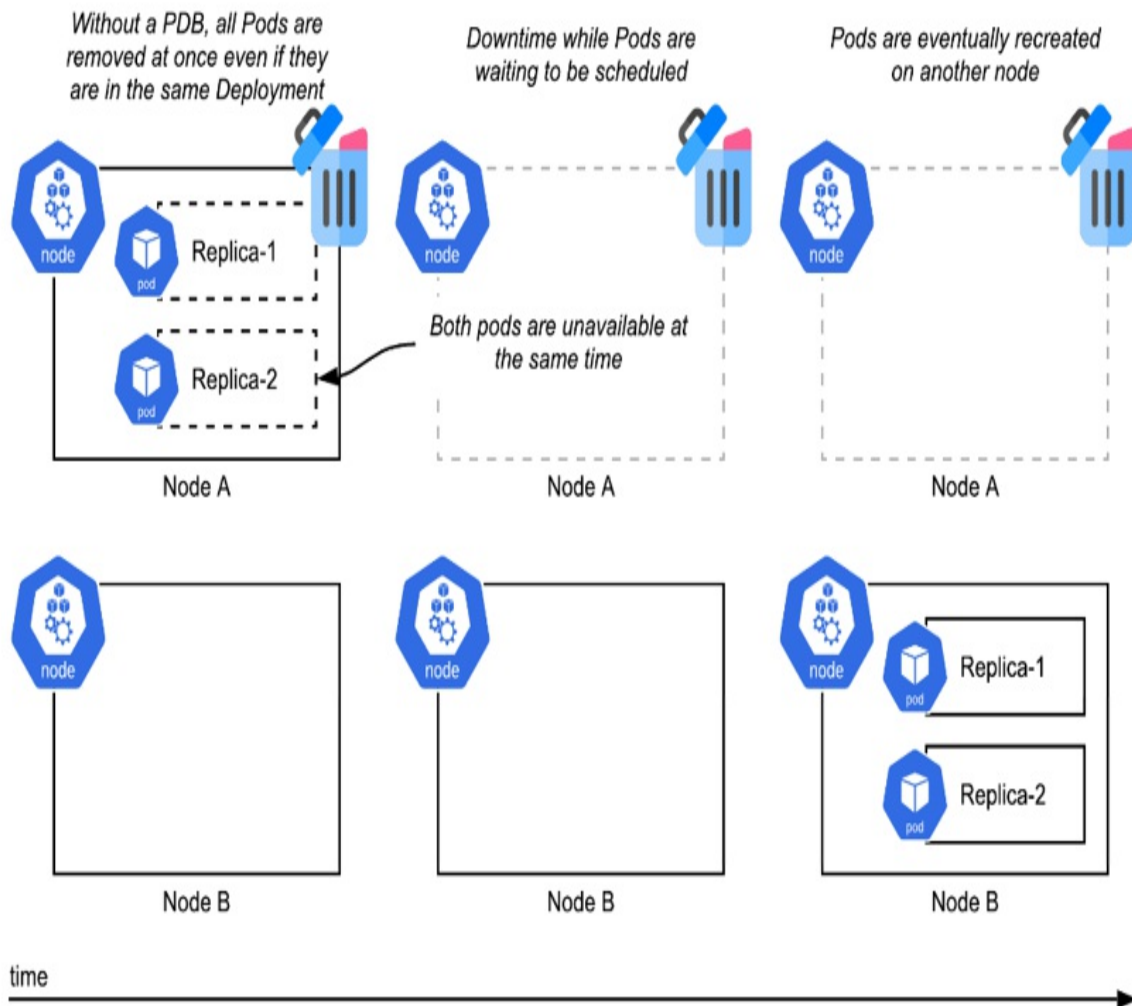 Without a PDB, all Pods are
removed at once even if they
are in the same Deployment
Downtime while Pods are
waiting to be scheduled
Pods are eventually recreated
on another node
node
pod
Replica-1
pod
Replica-2
Node A
node
Both pods are unavailable at
the same time
Node A
node
Node A
node
Node B
node
Node B
node
pod
Replica-1
pod
Replica-2
Node B
time